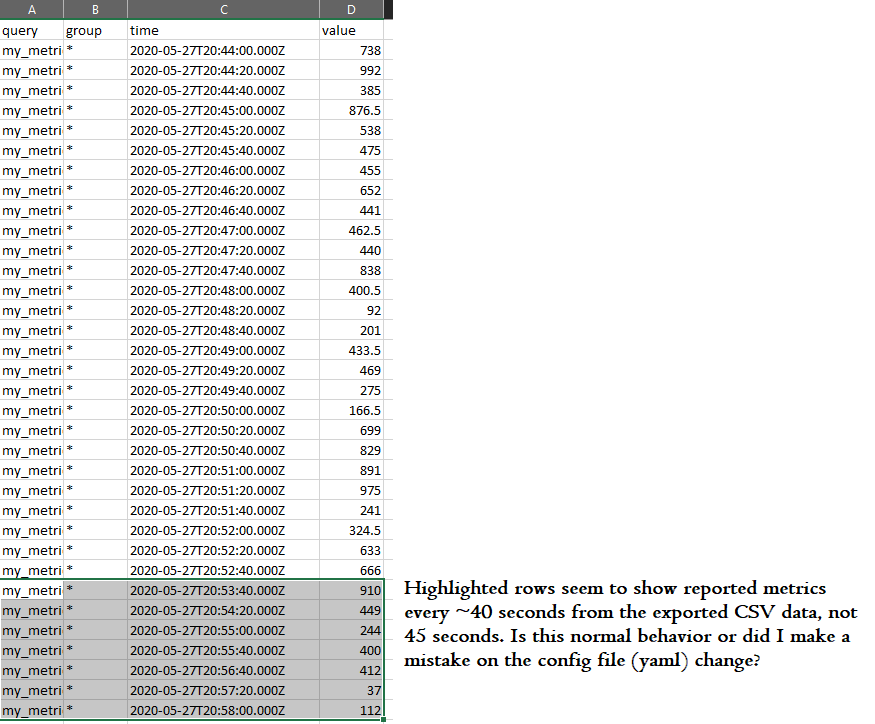 A B C D
query group time value
my_metri * 2020-05-27T20:44:00.000Z 738
my_metri * 2020-05-27T20:44:20.000Z 992
my_metri * 2020-05-27T20:44:40.000Z 385
my_metri * 2020-05-27T20:45:00.000Z 876.5
my_metri * 2020-05-27T20:45:20.000Z 538
my_metri * 2020-05-27T20:45:40.000Z 475
my_metri * 2020-05-27T20:46:00.000Z 455
my_metri * 2020-05-27T20:46:20.000Z 652
my_metri * 2020-05-27T20:46:40.000Z 441
my_metri * 2020-05-27T20:47:00.000Z 462.5
my_metri * 2020-05-27T20:47:20.000Z 440
my_metri * 2020-05-27T20:47:40.000Z 838
my_metri * 2020-05-27T20:48:00.000Z 400.5
my_metri * 2020-05-27T20:48:20.000Z 92
my_metri * 2020-05-27T20:48:40.000Z 201
my_metri * 2020-05-27T20:49:00.000Z 433.5
my_metri * 2020-05-27T20:49:20.000Z 469
my_metri * 2020-05-27T20:49:40.000Z 275
my_metri * 2020-05-27T20:50:00.000Z 166.5
my_metri * 2020-05-27T20:50:20.000Z 699
my_metri * 2020-05-27T20:50:40.000Z 829
my_metri * 2020-05-27T20:51:00.000Z 891
my_metri * 2020-05-27T20:51:20.000Z 975
my_metri * 2020-05-27T20:51:40.000Z 241
my_metri * 2020-05-27T20:52:00.000Z 324.5
my_metri * 2020-05-27T20:52:20.000Z 633
my_metri * 2020-05-27T20:52:40.000Z 666
my_metri * 2020-05-27T20:53:40.000Z 910
my_metri * 2020-05-27T20:54:20.000Z 449
my_metri * 2020-05-27T20:55:00.000Z 244
my_metri * 2020-05-27T20:55:40.000Z 400
my_metri * 2020-05-27T20:56:40.000Z 412
my_metri * 2020-05-27T20:57:20.000Z 37
my_metri * 2020-05-27T20:58:00.000Z 112
Highlighted rows seem to show reported metrics
every ~40 seconds from the exported CSV data, not
45 seconds. Is this normal behavior or did I make a
mistake on the config file (yaml) change?